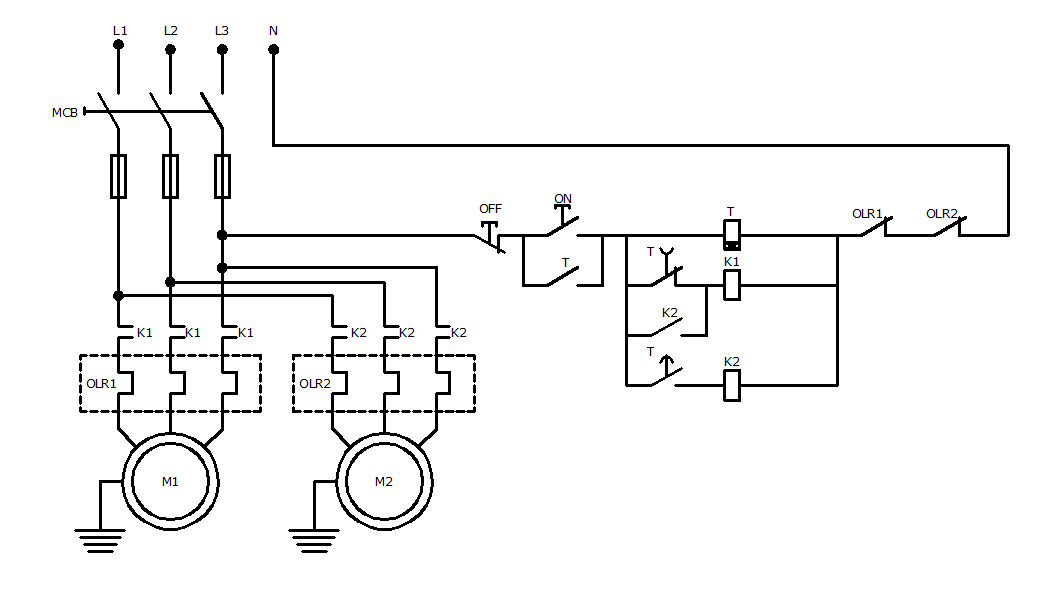 L1 L2 L3 N
MCB
OFF ON T OLR1 OLR2
T T K1
K2
K1 K1 K1 K2 K2 K2
T K2
OLR1 OLR2
M1 M2